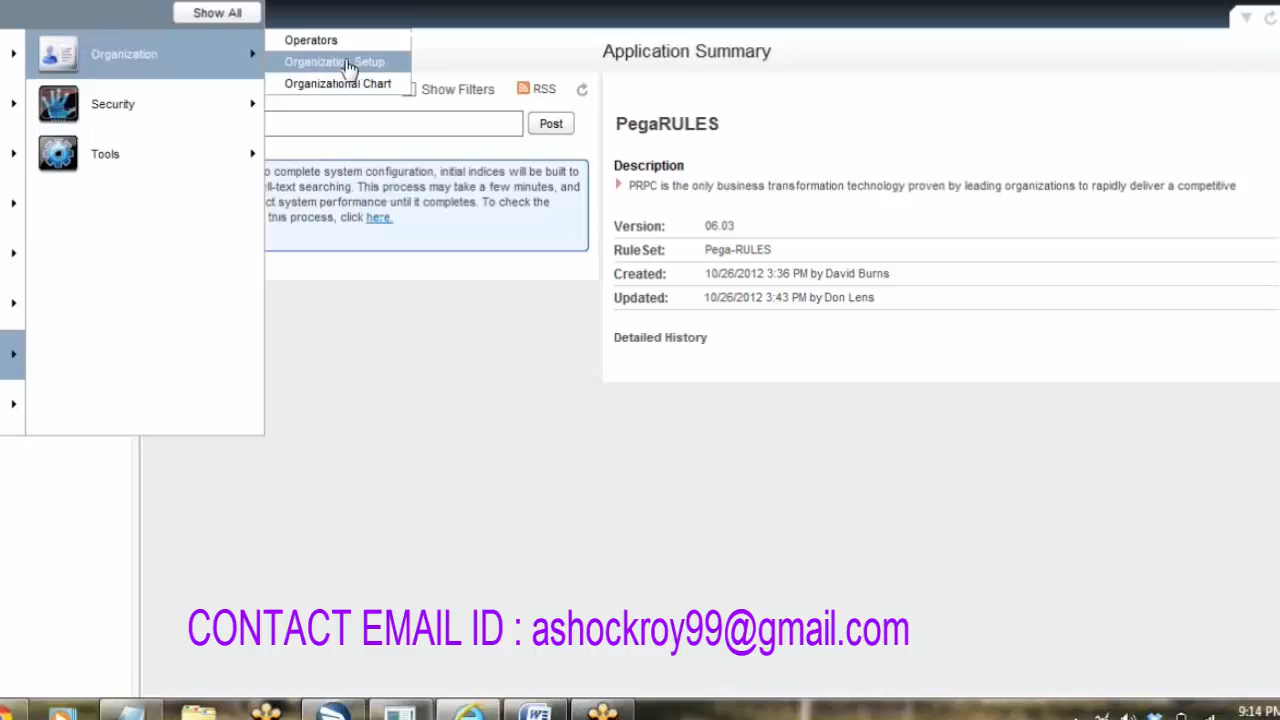 Show All
Organization
Security
Tools
Operators
Organization Setup
Organizational Chart
Show Filters
RSS
Post
o complete system configuration, initial indices will be built to
ll-text searching. This process may take a few minutes, and
ct system performance until it completes. To check the
this process, click here.
Application Summary
PegaRULES
Description
PRPC is the only business transformation technology proven by leading organizations to rapidly deliver a competitive
Version: 06.03
RuleSet: Pega-RULES
Created: 10/26/2012 3:36 PM by David Burns
Updated: 10/26/2012 3:43 PM by Don Lens
Detailed History
CONTACT EMAIL ID : ashockroy99@gmail.com
9:14 PM